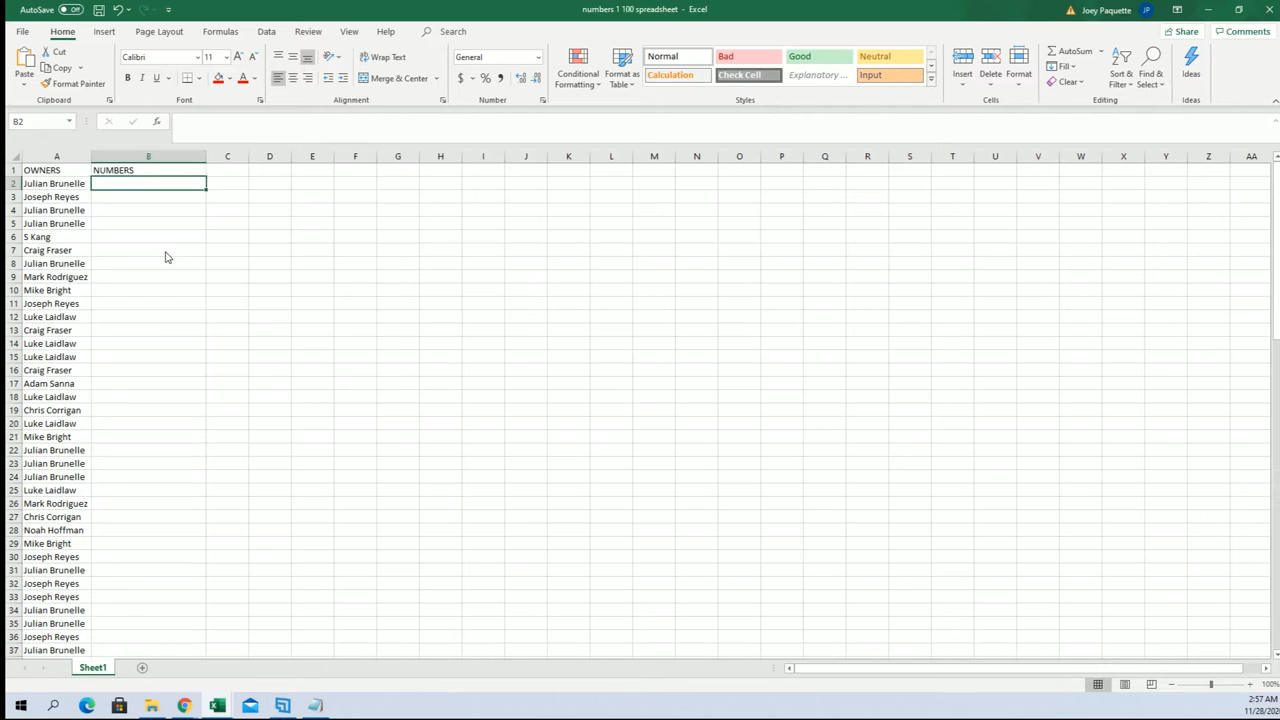 AutoSave Off numbers 1 100 spreadsheet - Excel Joey Paquette JP
File Home Insert Page Layout Formulas Data Review View Help Search Share Comments
Paste Cut Copy Format Painter Clipboard
Calibri 11 B I U A Font
Wrap Text Merge & Center Alignment
General $ % , Number
Conditional Formatting Format as Table
Normal Bad Good Neutral
Calculation Check Cell Explanatory ... Input
Styles
Insert Delete Format Cells
AutoSum Fill Clear Sort & Filter Find & Select Editing
Ideas Ideas
B2 fx
A B C D E F G H I J K L M N O P Q R S T U V W X Y Z AA
1 OWNERS NUMBERS
2 Julian Brunelle
3 Joseph Reyes
4 Julian Brunelle
5 Julian Brunelle
6 S Kang
7 Craig Fraser
8 Julian Brunelle
9 Mark Rodriguez
10 Mike Bright
11 Joseph Reyes
12 Luke Laidlaw
13 Craig Fraser
14 Luke Laidlaw
15 Luke Laidlaw
16 Craig Fraser
17 Adam Sanna
18 Luke Laidlaw
19 Chris Corrigan
20 Luke Laidlaw
21 Mike Bright
22 Julian Brunelle
23 Julian Brunelle
24 Julian Brunelle
25 Luke Laidlaw
26 Mark Rodriguez
27 Chris Corrigan
28 Noah Hoffman
29 Mike Bright
30 Joseph Reyes
31 Julian Brunelle
32 Joseph Reyes
33 Joseph Reyes
34 Julian Brunelle
35 Julian Brunelle
36 Joseph Reyes
37 Julian Brunelle
Sheet1
100%
2:57 AM